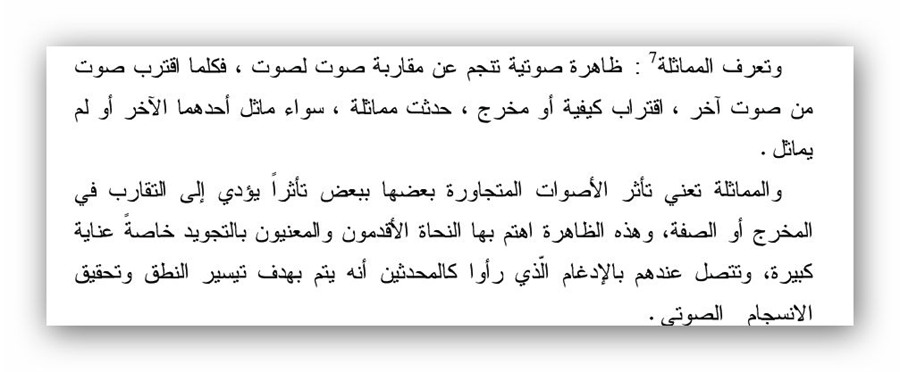 وتعرف المماثلة7 : ظاهرة صوتية تنجم عن مقاربة صوت لصوت ، فكلما اقترب صوت
من صوت آخر ، اقتراب كيفية أو مخرج ، حدثت مماثلة ، سواء ماثل أحدهما الآخر أو لم
يماثل .
والمماثلة تعني تأثر الأصوات المتجاورة بعضها ببعض تأثراً يؤدي إلى التقارب في
المخرج أو الصفة، وهذه الظاهرة اهتم بها النحاة الأقدمون والمعنيون بالتجويد خاصةً عناية
كبيرة، وتتصل عندهم بالإدغام الّذي رأوا كالمحدثين أنه يتم بهدف تيسير النطق وتحقيق
الانسجام الصوتي .